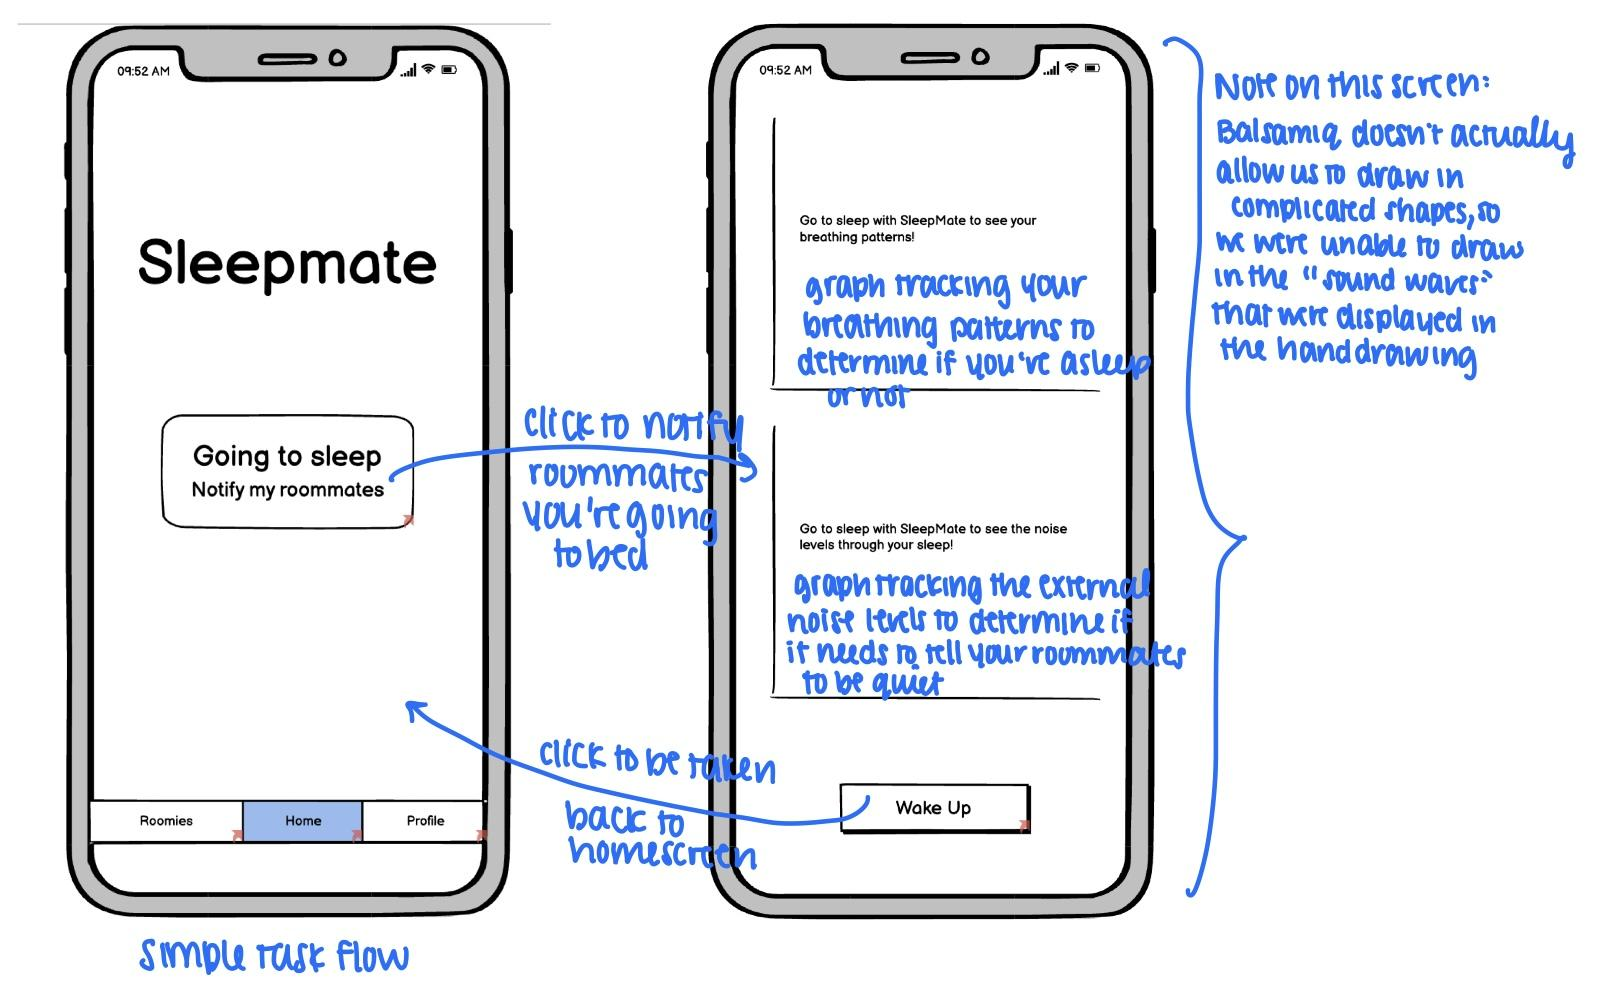 09:52 AM
Sleepmate
Going to sleep
Notify my roommates
Roomies
Home
Profile
simple task flow
click to notify
roommates
you're going
to bed
click to be taken
back to
homescreen
09:52 AM
Go to sleep with SleepMate to see your
breathing patterns!
graph tracking your
breathing patterns to
determine if you've asleep
or not
Go to sleep with SleepMate to see the noise
levels through your sleep!
graph tracking the external
noise levels to determine if
it needs to tell your roommates
to be quiet
Wake Up
Note on this screen:
Balsamiq doesn't actually
allow us to draw in
complicated shapes, so
we were unable to draw
in the "sound waves"
that were displayed in
the hand drawing